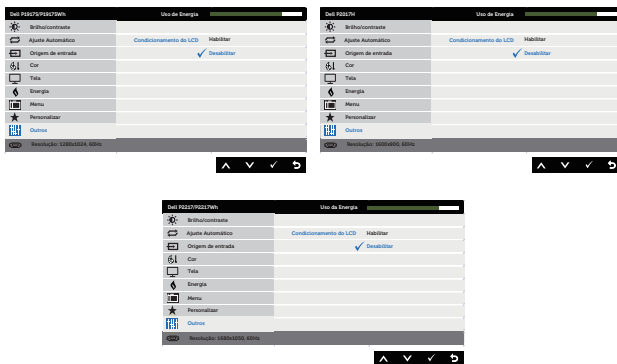 Dell P1917S/P1917SWh Uso de Energia
Brilho/contraste
Ajuste Automático Condicionamento do LCD Habilitar
Origem de entrada Desabilitar
Cor
Tela
Energia
Menu
Personalizar
Outros
Resolução: 1280x1024, 60Hz
Dell P2017H Uso de Energia
Brilho/contraste
Ajuste Automático Condicionamento do LCD Habilitar
Origem de entrada Desabilitar
Cor
Tela
Energia
Menu
Personalizar
Outros
Resolução: 1600x900, 60Hz
Dell P2217/P2217Wh Uso da Energia
Brilho/contraste
Ajuste Automático Condicionamento do LCD Habilitar
Origem de entrada Desabilitar
Cor
Tela
Energia
Menu
Personalizar
Outros
Resolução: 1680x1050, 60Hz